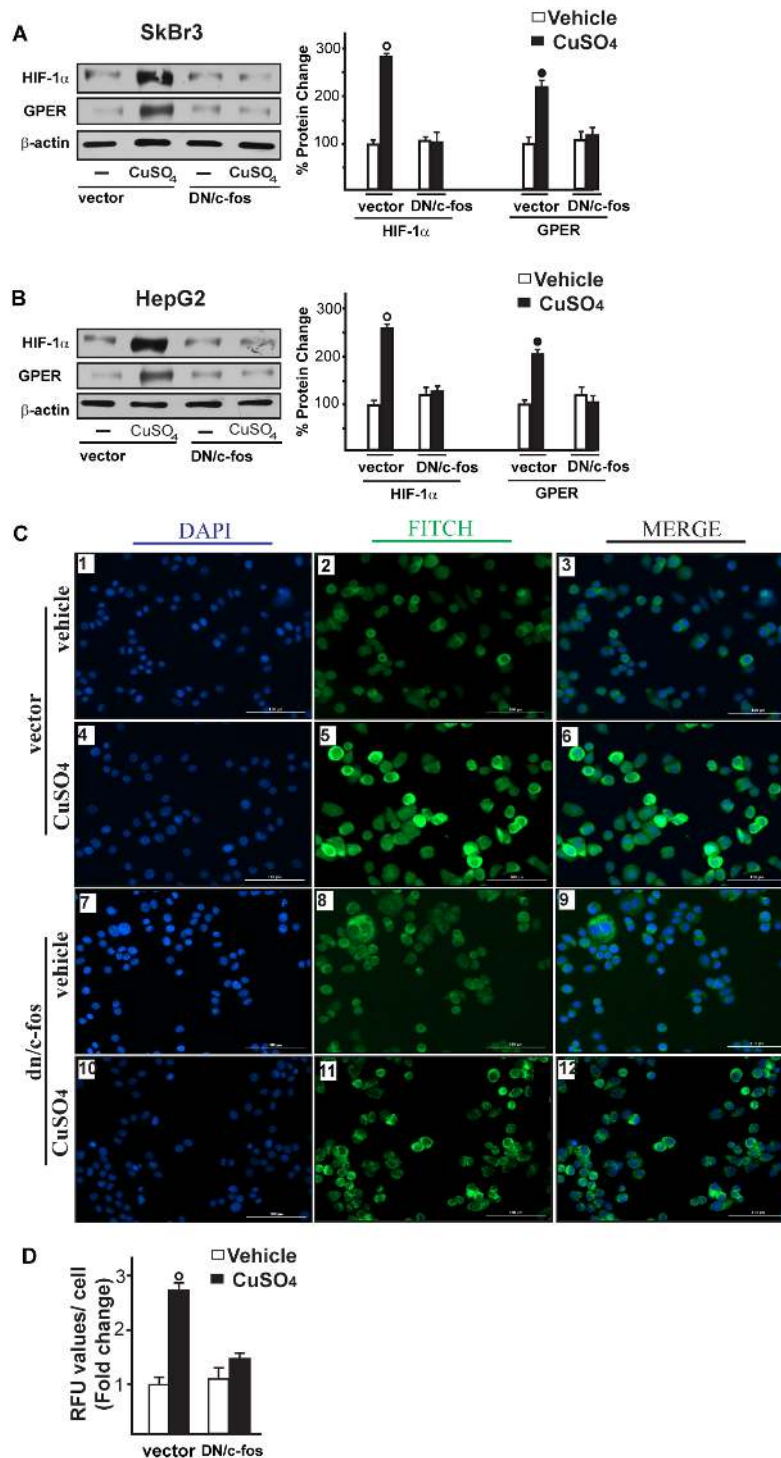 A
SkBr3
HIF-1α
GPER
β-actin
— CuSO4 — CuSO4
vector DN/c-fos
Vehicle
CuSO4
% Protein Change
300
200
100
vector DN/c-fos vector DN/c-fos
HIF-1α GPER
B
HepG2
HIF-1α
GPER
β-actin
— CuSO4 — CuSO4
vector DN/c-fos
Vehicle
CuSO4
% Protein Change
300
200
100
vector DN/c-fos vector DN/c-fos
HIF-1α GPER
C
DAPI FITCH MERGE
vector
vehicle
1 2 3
CuSO4
4 5 6
dn/c-fos
vehicle
7 8 9
CuSO4
10 11 12
D
Vehicle
CuSO4
RFU values/ cell
(Fold change)
3
2
1
vector DN/c-fos